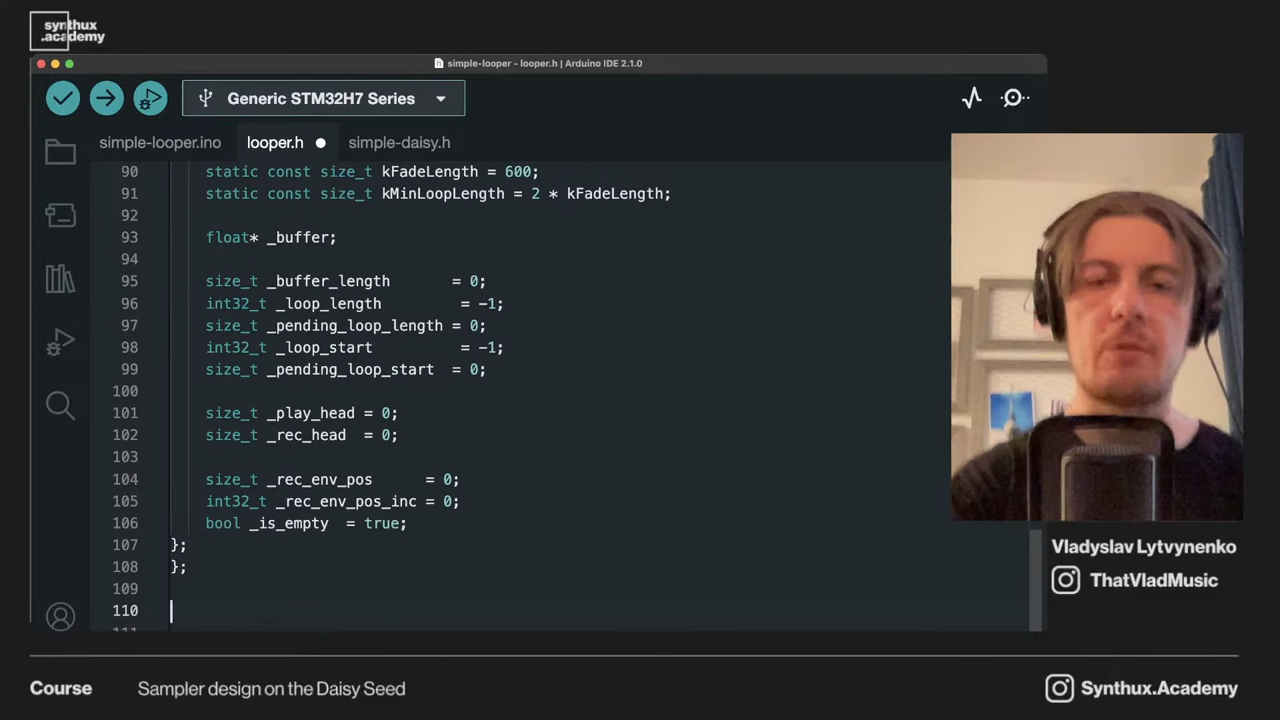 synthux
.academy
simple-looper - looper.h | Arduino IDE 2.1.0
Generic STM32H7 Series
simple-looper.ino looper.h simple-daisy.h
90 static const size_t kFadeLength = 600;
91 static const size_t kMinLoopLength = 2 * kFadeLength;
92
93 float* _buffer;
94
95 size_t _buffer_length = 0;
96 int32_t _loop_length = -1;
97 size_t _pending_loop_length = 0;
98 int32_t _loop_start = -1;
99 size_t _pending_loop_start = 0;
100
101 size_t _play_head = 0;
102 size_t _rec_head = 0;
103
104 size_t _rec_env_pos = 0;
105 int32_t _rec_env_pos_inc = 0;
106 bool _is_empty = true;
107 };
108 };
109
110
Vladyslav Lytvynenko
ThatVladMusic
Course Sampler design on the Daisy Seed
Synthux.Academy